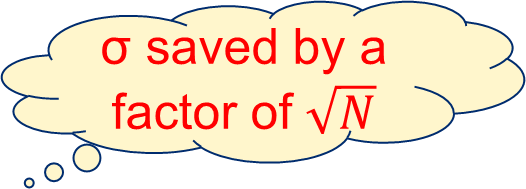 σ saved by a
factor of √N